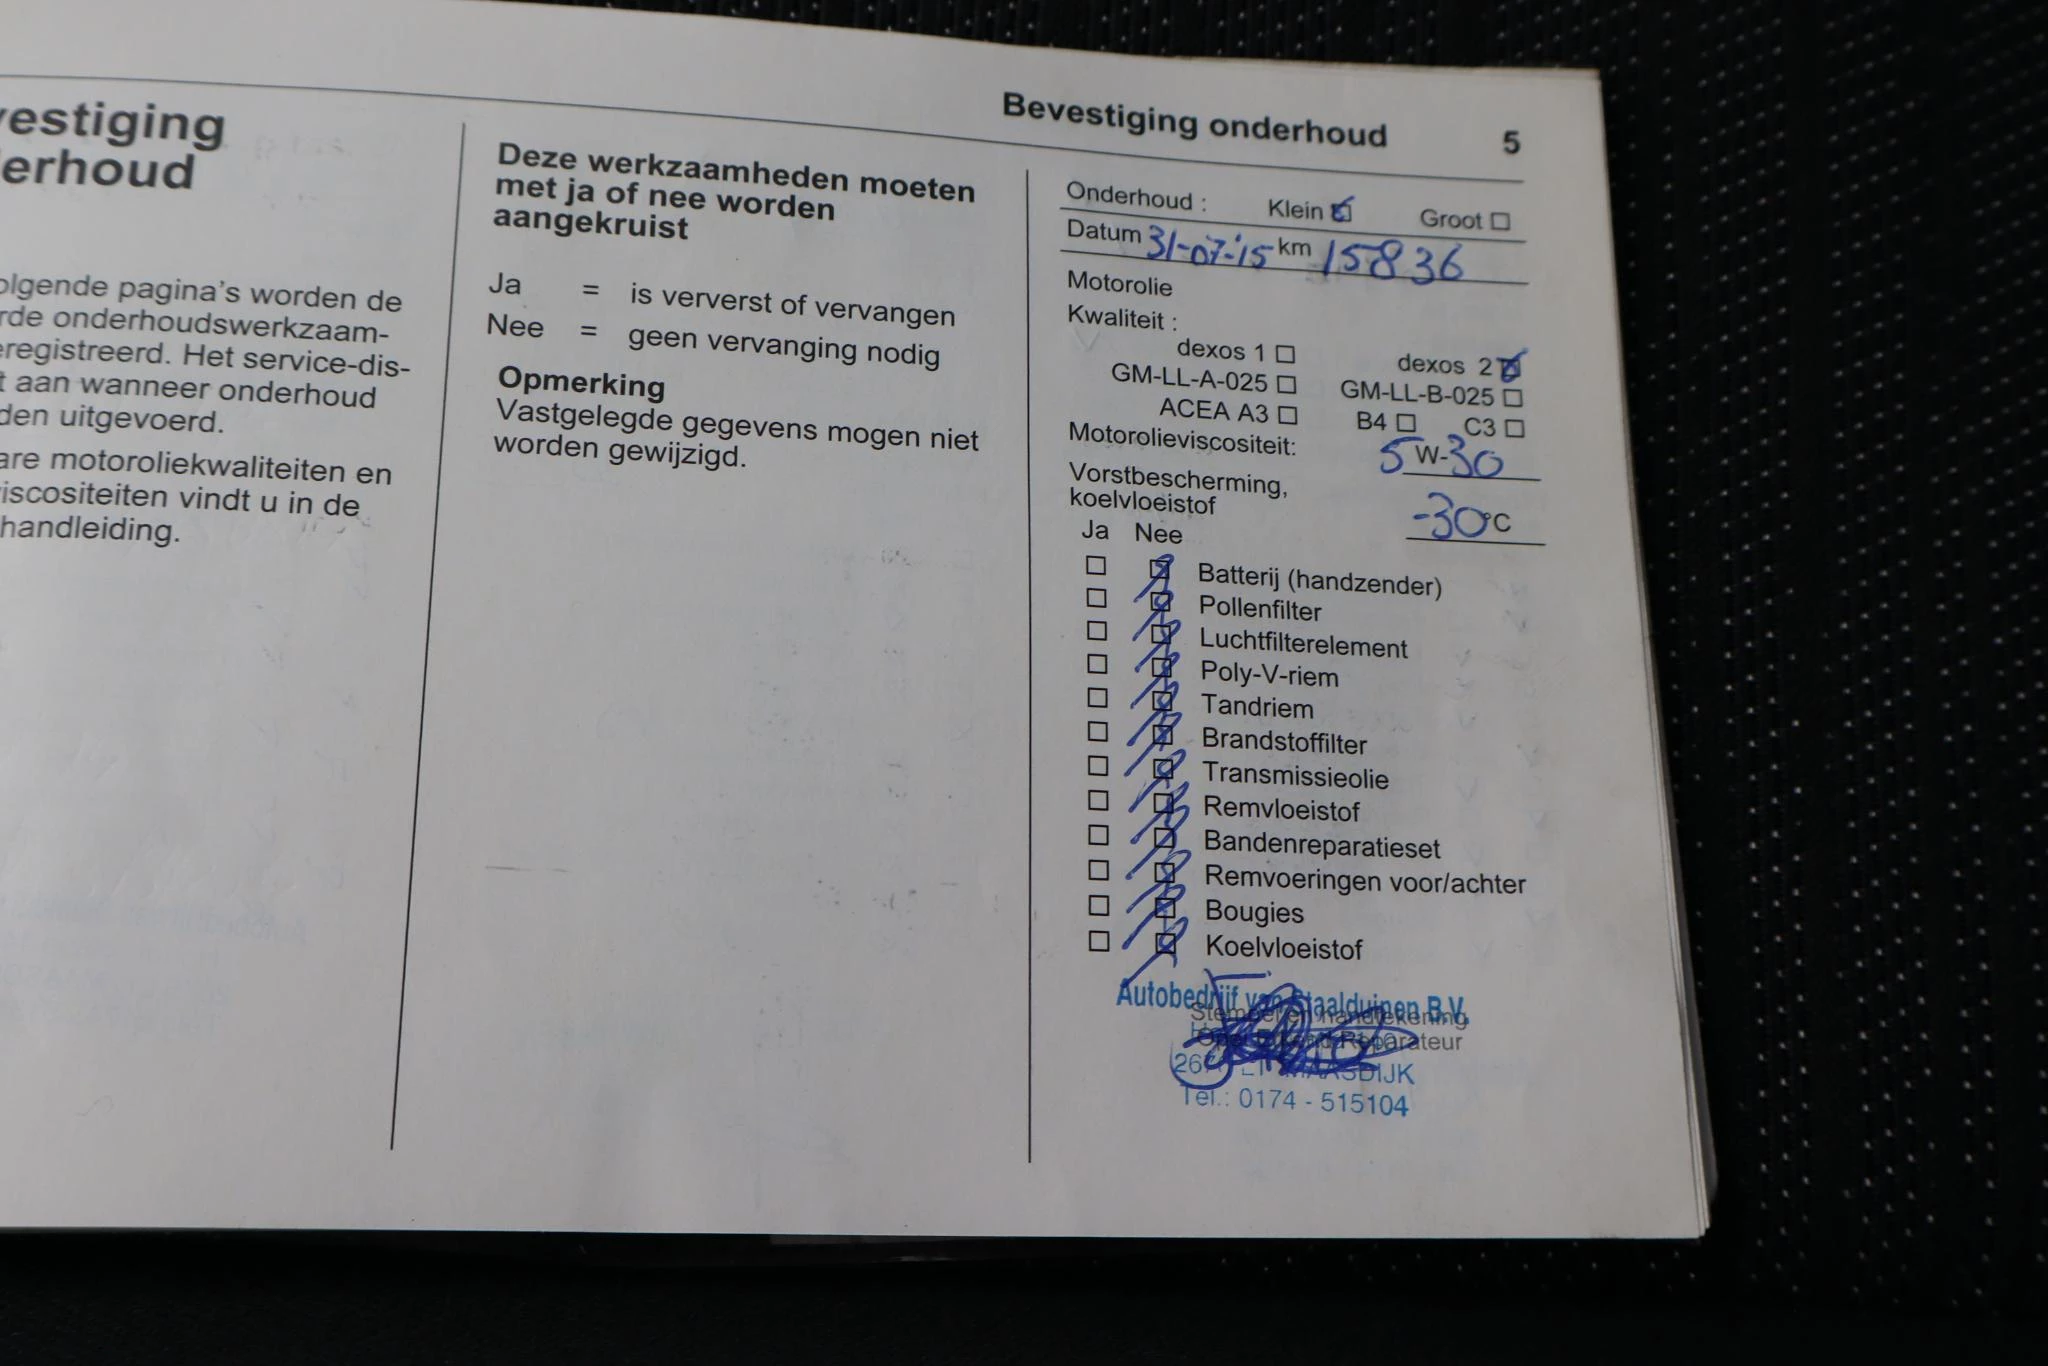 Bevestiging onderhoud 5
vestiging
erhoud
olgende pagina's worden de
rde onderhoudswerkzaam-
eregistreerd. Het service-dis-
t aan wanneer onderhoud
den uitgevoerd.
are motoroliekwaliteiten en
iscositeiten vindt u in de
handleiding.
Deze werkzaamheden moeten
met ja of nee worden
aangekruist
Ja = is ververst of vervangen
Nee = geen vervanging nodig
Opmerking
Vastgelegde gegevens mogen niet
worden gewijzigd.
Onderhoud : Klein Groot
Datum 31-07-'15 km 15836
Motorolie
Kwaliteit :
dexos 1 dexos 2
GM-LL-A-025 GM-LL-B-025
ACEA A3 B4 C3
Motorolieviscositeit: 5 W-30
Vorstbescherming,
koelvloeistof -30°C
Ja Nee
Batterij (handzender)
Pollenfilter
Luchtfilterelement
Poly-V-riem
Tandriem
Brandstoffilter
Transmissieolie
Remvloeistof
Bandenreparatieset
Remvoeringen voor/achter
Bougies
Koelvloeistof
Autobedrijf van Staalduinen B.V.
Stempel en handtekening
Opel Erkend Reparateur
MAASDIJK
Tel.: 0174 - 515104